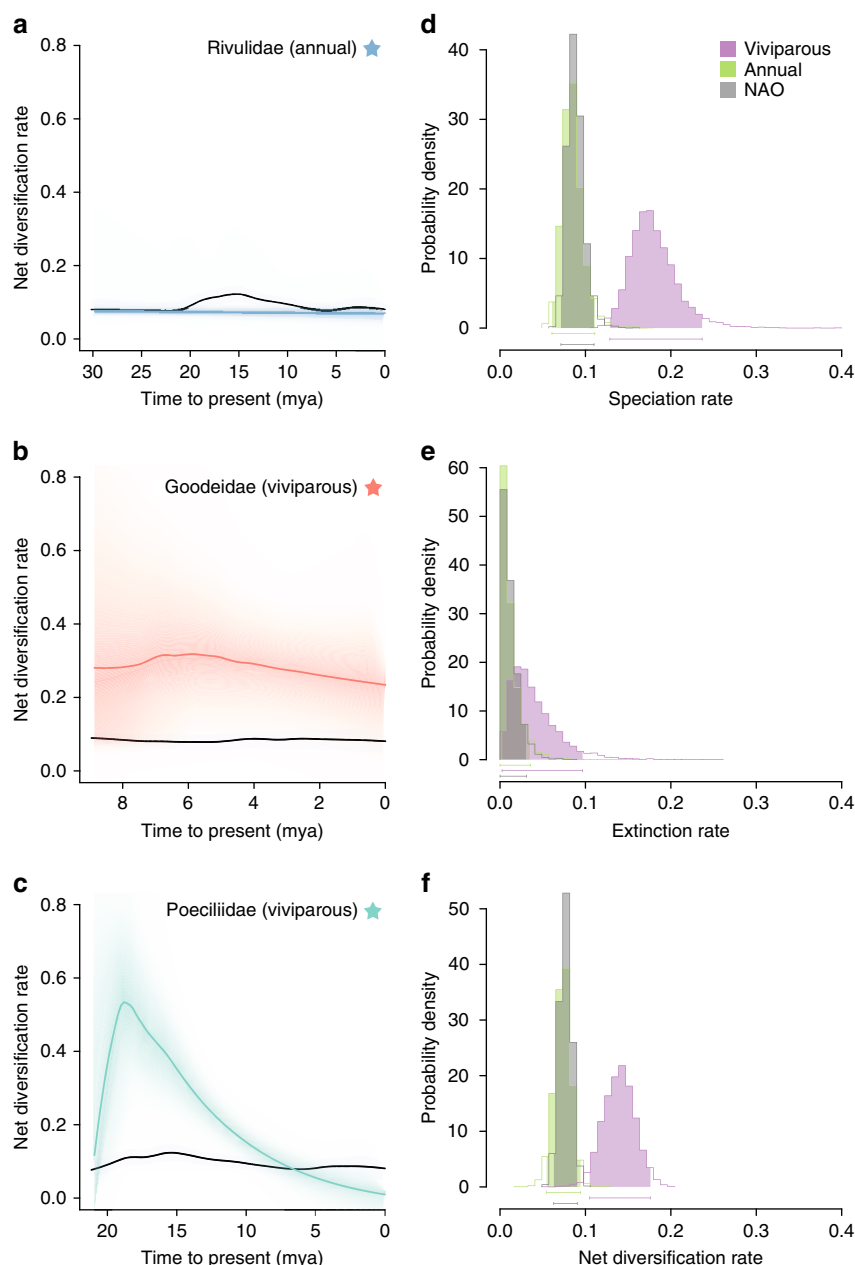 a
Rivulidae (annual)
Net diversification rate
0.8
0.6
0.4
0.2
0.0
30 25 20 15 10 5 0
Time to present (mya)
d
Viviparous
Annual
NAO
Probability density
40
30
20
10
0
0.0 0.1 0.2 0.3 0.4
Speciation rate
b
Goodeidae (viviparous)
Net diversification rate
0.8
0.6
0.4
0.2
0.0
8 6 4 2 0
Time to present (mya)
e
Probability density
60
50
40
30
20
10
0
0.0 0.1 0.2 0.3 0.4
Extinction rate
c
Poeciliidae (viviparous)
Net diversification rate
0.8
0.6
0.4
0.2
0.0
20 15 10 5 0
Time to present (mya)
f
Probability density
50
40
30
20
10
0
0.0 0.1 0.2 0.3 0.4
Net diversification rate